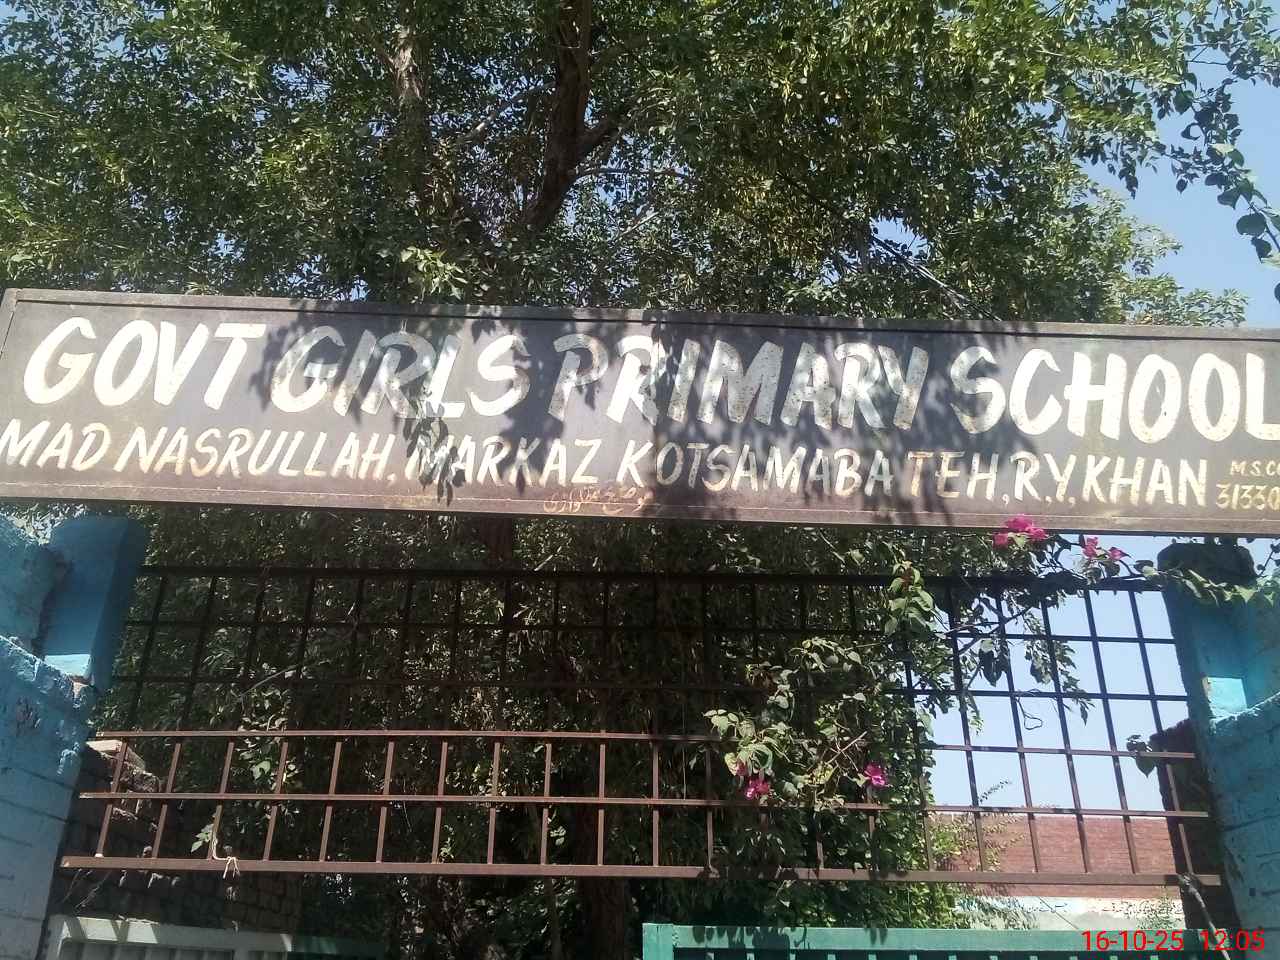 GOVT GIRLS PRIMARY SCHOOL
MAD NASRULLAH, MARKAZ KOTSAMABA TEH, R.Y. KHAN
M.S.C
3133
16-10-25 12:05